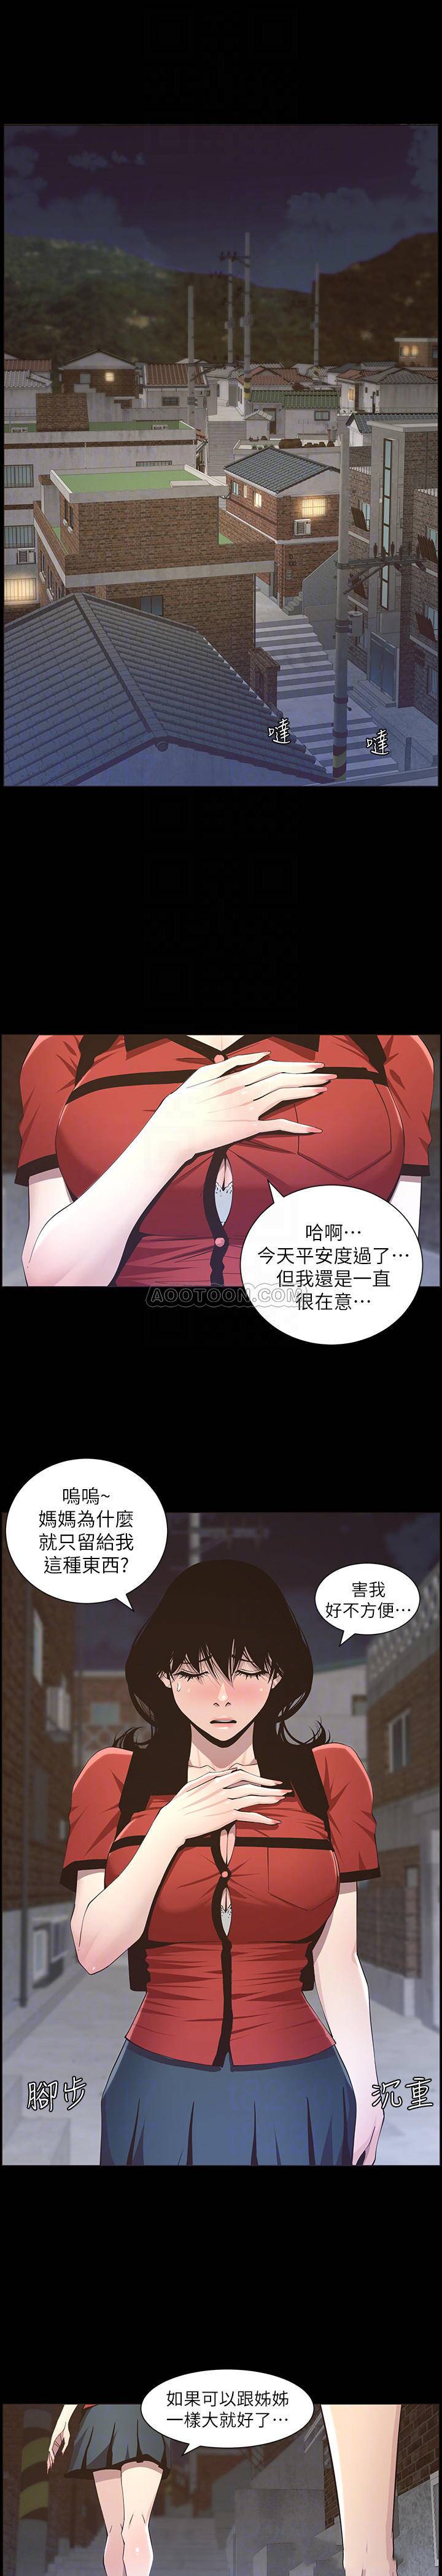 噠
噠
哈啊⋯
今天平安度過了⋯
但我還是一直
很在意⋯
AOOTOON.COM
嗚嗚~
媽媽為什麼
就只留給我
這種東西?
害我
好不方便⋯
腳步
沉重
如果可以跟姊姊
一樣大就好了⋯